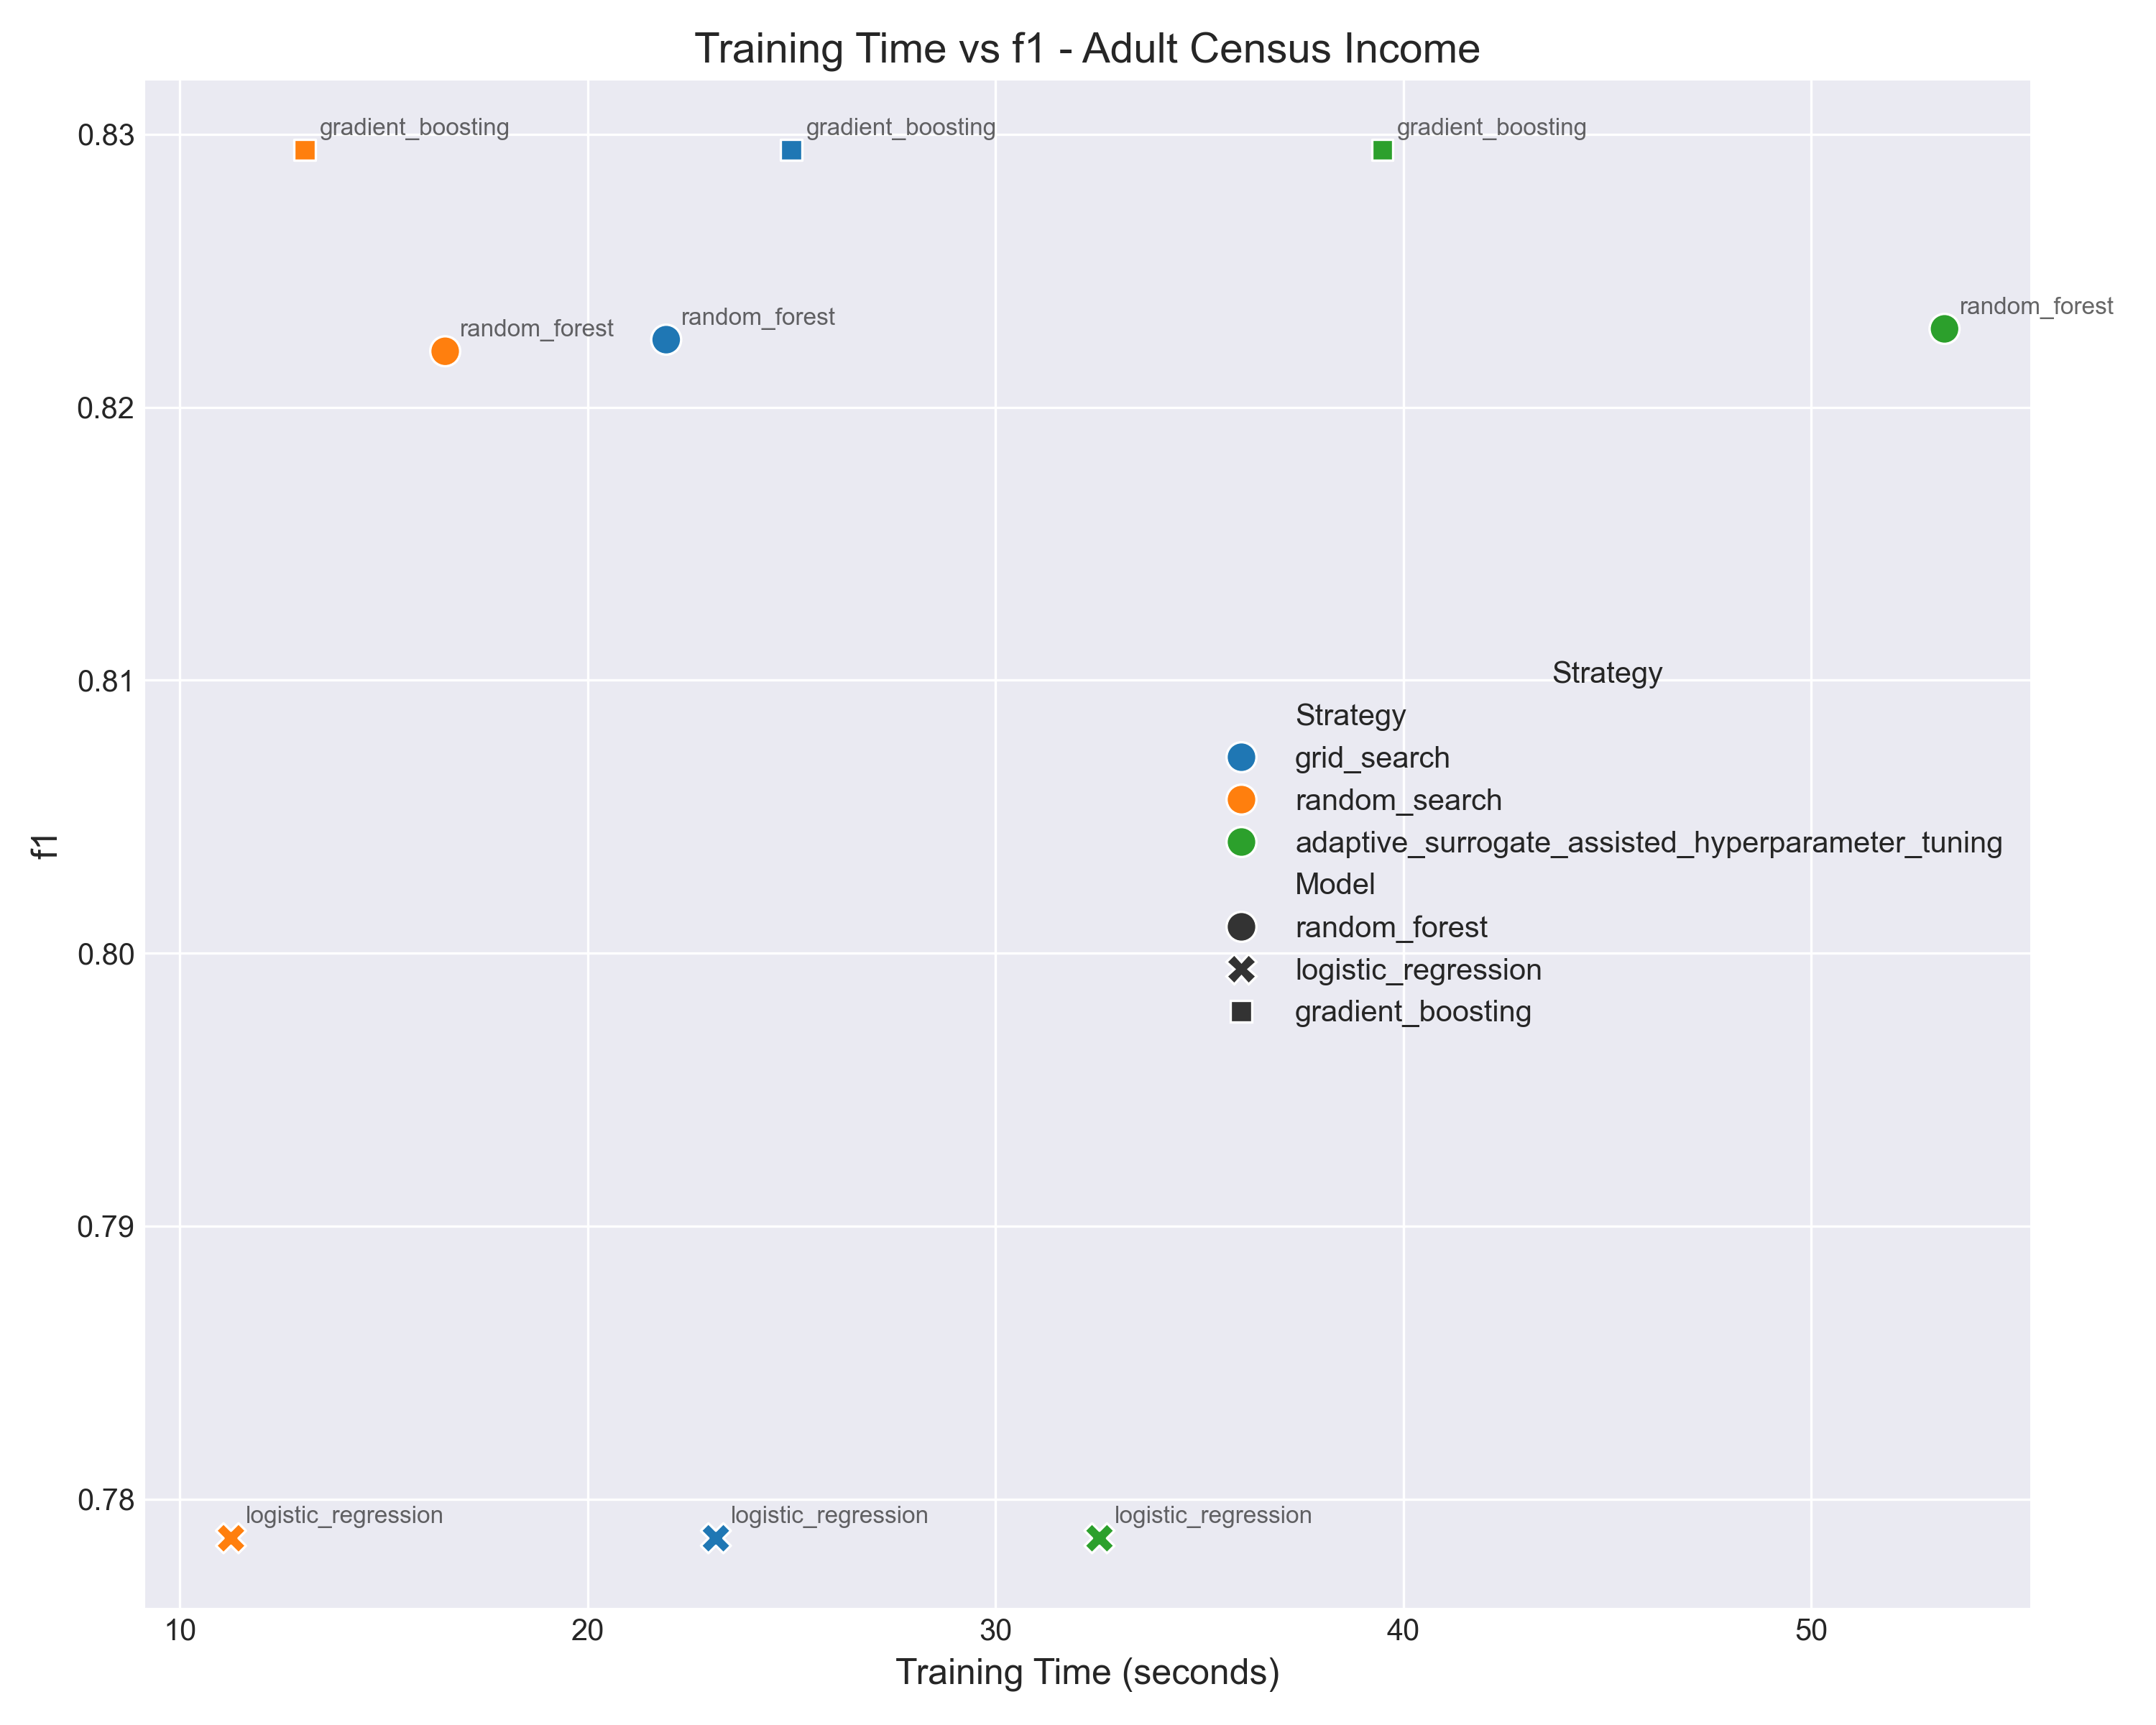 Training Time vs f1 - Adult Census Income
0.83
gradient_boosting
gradient_boosting
gradient_boosting
random_forest
random_forest
random_forest
0.82
0.81
Strategy
Strategy
grid_search
random_search
f1
adaptive_surrogate_assisted_hyperparameter_tuning
Model
random_forest
0.80
logistic_regression
gradient_boosting
0.79
0.78
logistic_regression
logistic_regression
logistic_regression
10
20
30
40
50
Training Time (seconds)